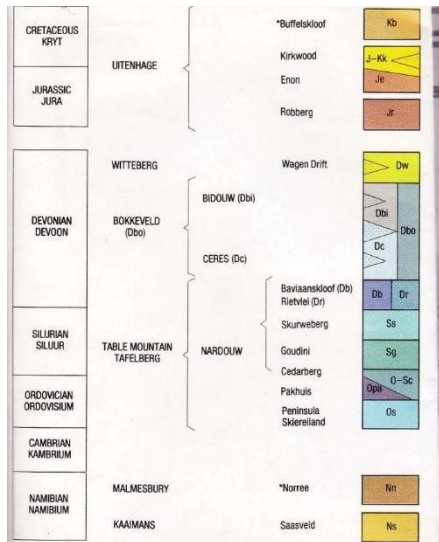 CRETACEOUS
KRYT
JURASSIC
JURA
UITENHAGE
*Buffelskloof
Kb
Kirkwood
J-Kk
Enon
Je
Robberg
Jr
DEVONIAN
DEVOON
WITTEBERG
Wagen Drift
Dw
BOKKEVELD
(Dbo)
BIDOUW (Dbi)
Dbi
Dbo
CERES (Dc)
Dc
Baviaanskloof (Db)
Rietvlei (Dr)
Db
Dr
SILURIAN
SILUUR
TABLE MOUNTAIN
TAFELBERG
NARDOUW
Skurweberg
Ss
Goudini
Sg
Cedarberg
O-Sc
ORDOVICIAN
ORDOVISIUM
Pakhuis
Opa
Peninsula
Skiereiland
Os
CAMBRIAN
KAMBRIUM
NAMIBIAN
NAMIBIUM
MALMESBURY
*Norree
Nn
KAAIMANS
Saasveld
Ns